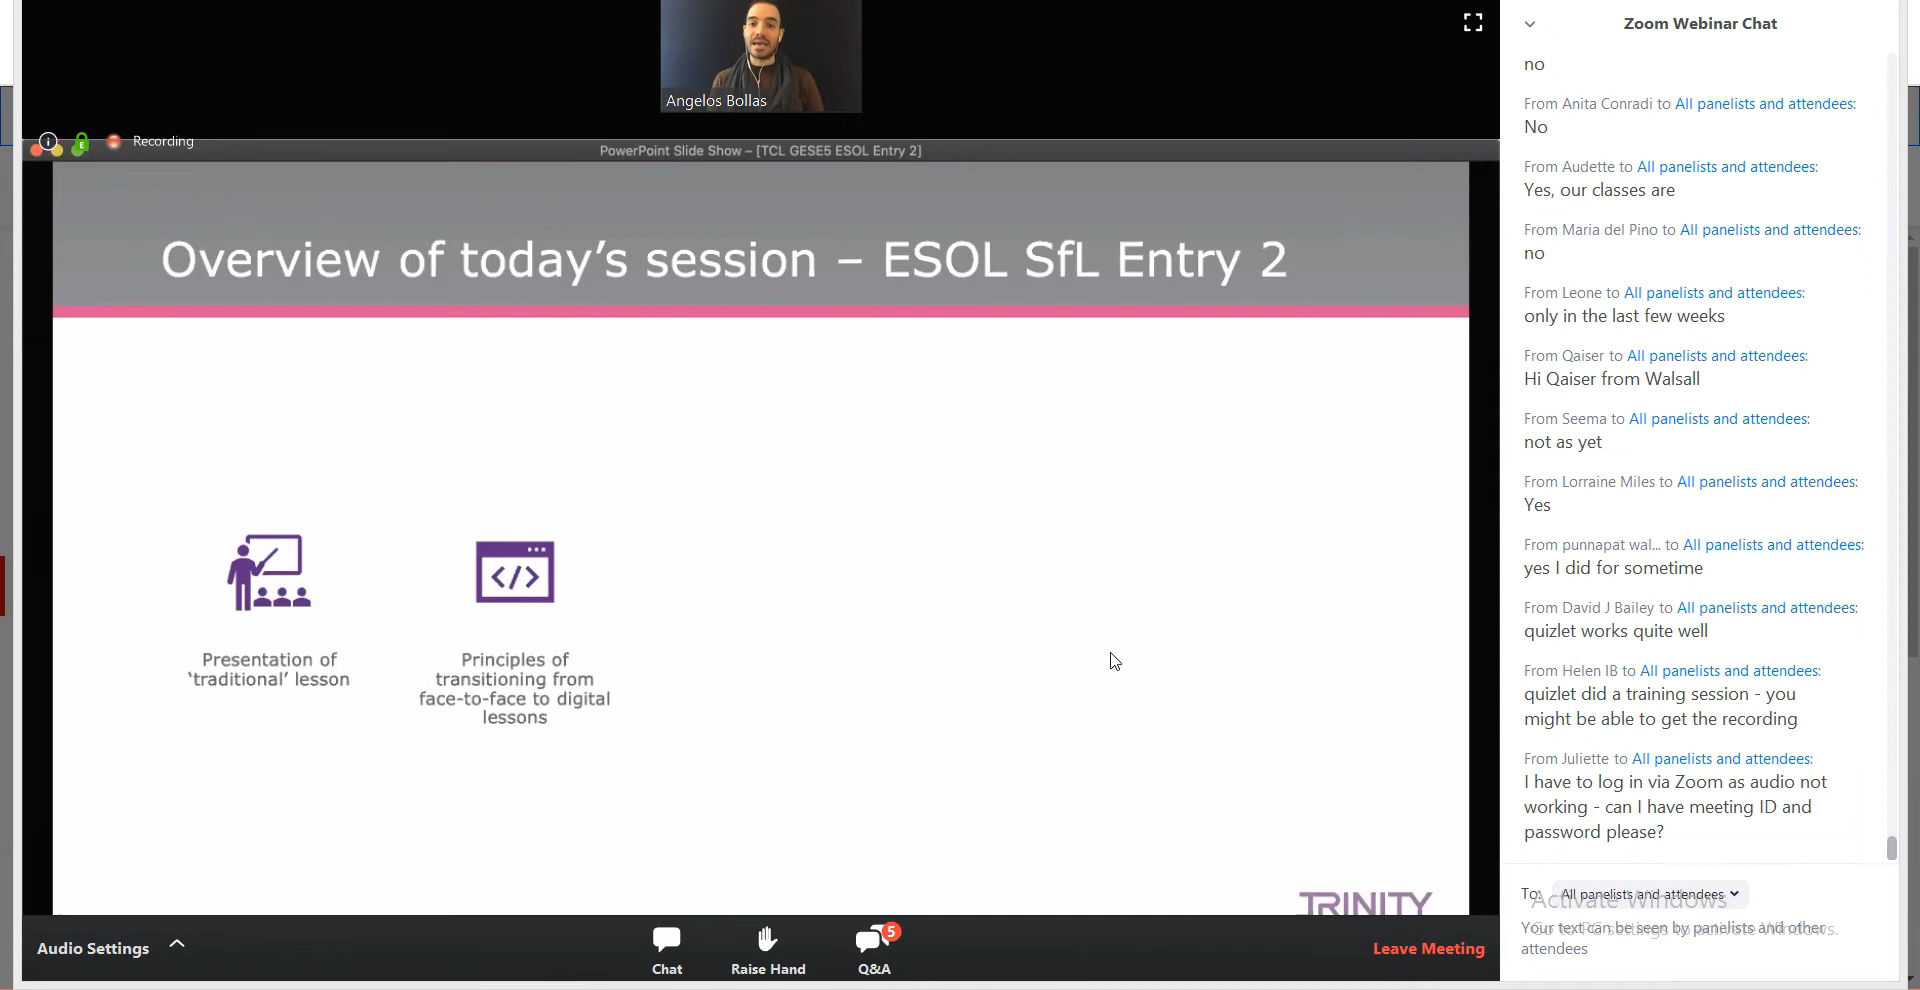 Angelos Bollas
Recording
PowerPoint Slide Show – [TCL GESE5 ESOL Entry 2]
Overview of today’s session – ESOL SfL Entry 2
Presentation of
‘traditional’ lesson
Principles of
transitioning from
face-to-face to digital
lessons
TRINITY
Audio Settings
Chat
Raise Hand
5
Q&A
Leave Meeting
Zoom Webinar Chat
no
From Anita Conradi to All panelists and attendees:
No
From Audette to All panelists and attendees:
Yes, our classes are
From Maria del Pino to All panelists and attendees:
no
From Leone to All panelists and attendees:
only in the last few weeks
From Qaiser to All panelists and attendees:
Hi Qaiser from Walsall
From Seema to All panelists and attendees:
not as yet
From Lorraine Miles to All panelists and attendees:
Yes
From punnapat wal... to All panelists and attendees:
yes I did for sometime
From David J Bailey to All panelists and attendees:
quizlet works quite well
From Helen IB to All panelists and attendees:
quizlet did a training session - you
might be able to get the recording
From Juliette to All panelists and attendees:
I have to log in via Zoom as audio not
working - can I have meeting ID and
password please?
To: All panelists and attendees
Activate Windows
Your text can be seen by panelists and other
attendees
Go to PC settings to activate Windows.